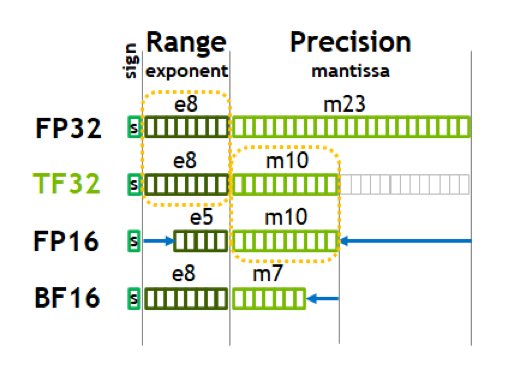 sign
Range
Precision
exponent
mantissa
e8
m23
FP32
s
e8
m10
TF32
s
e5
m10
FP16
s
e8
m7
BF16
s